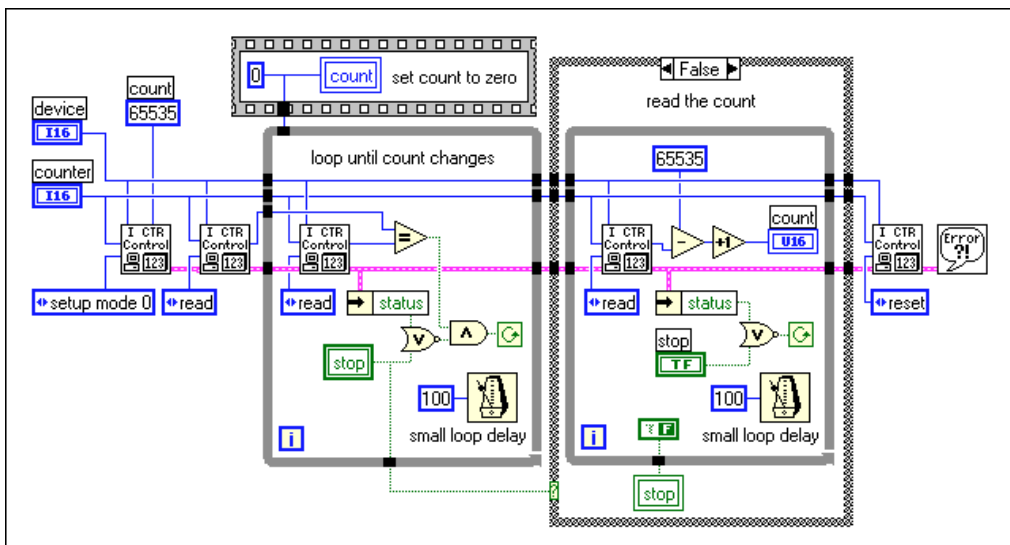 0
count
set count to zero
False
read the count
count
65535
device
I16
counter
I16
loop until count changes
65535
count
U16
I CTR
Control
123
I CTR
Control
123
I CTR
Control
123
=
I CTR
Control
123
-
+1
I CTR
Control
123
Error
?!
setup mode 0
read
read
status
read
status
reset
V
Λ
stop
V
stop
TF
100
100
small loop delay
small loop delay
i
i
F
stop
?